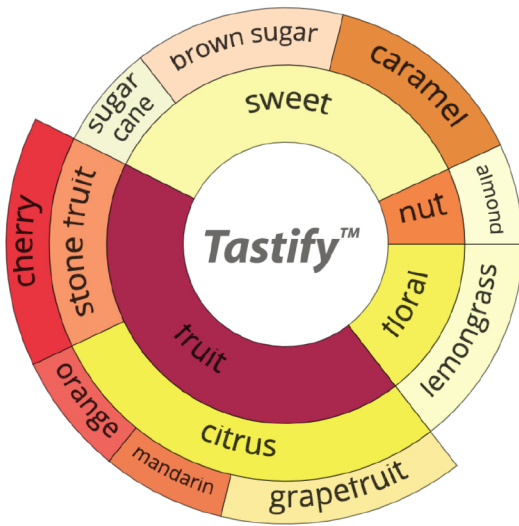 brown sugar
caramel
sugar
cane
sweet
almond
nut
cherry
stone fruit
Tastify™
floral
lemongrass
fruit
orange
citrus
mandarin
grapefruit